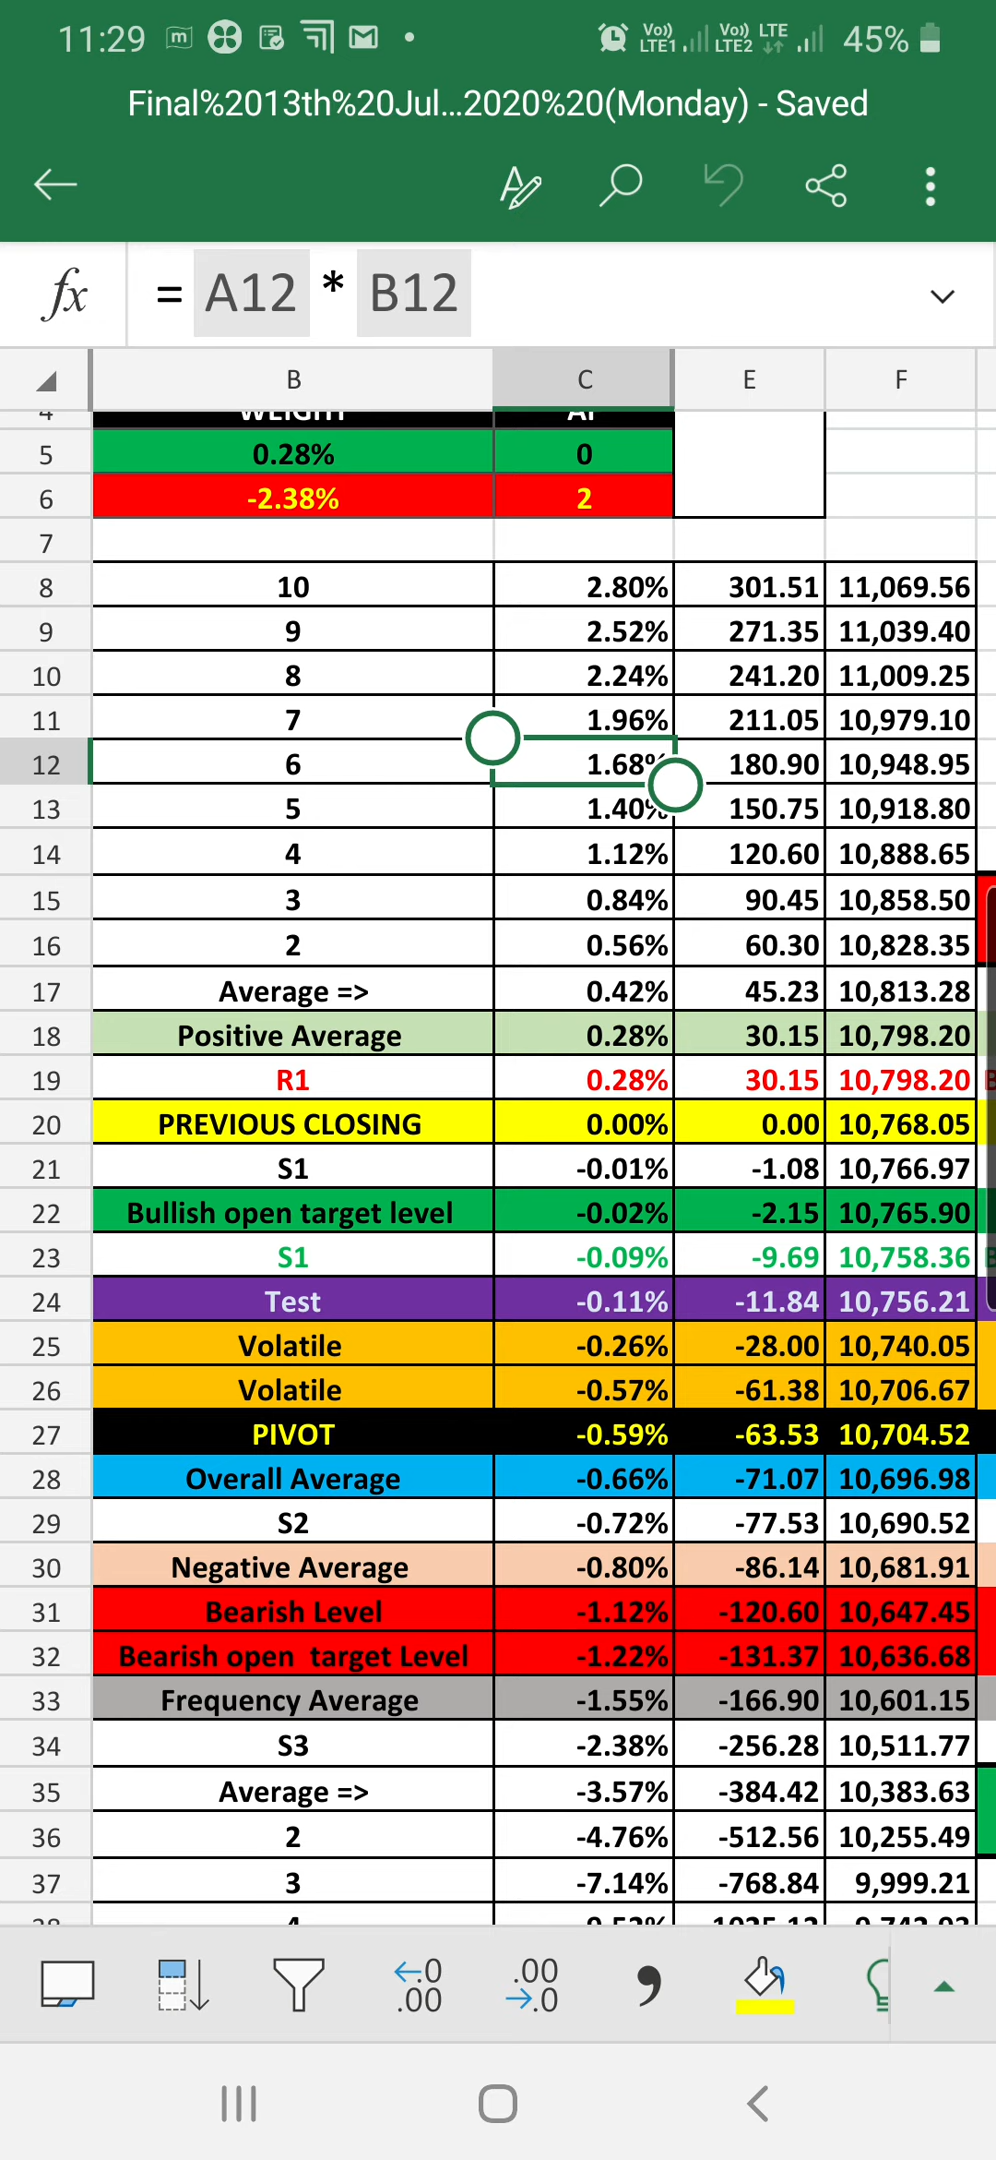 11:29 Vo)) LTE1 Vo)) LTE LTE2 45%
Final%2013th%20Jul...2020%20(Monday) - Saved
fx = A12 * B12
B C E F
4 WEIGHT
5 0.28% 0
6 -2.38% 2
7
8 10 2.80% 301.51 11,069.56
9 9 2.52% 271.35 11,039.40
10 8 2.24% 241.20 11,009.25
11 7 1.96% 211.05 10,979.10
12 6 1.68% 180.90 10,948.95
13 5 1.40% 150.75 10,918.80
14 4 1.12% 120.60 10,888.65
15 3 0.84% 90.45 10,858.50
16 2 0.56% 60.30 10,828.35
17 Average => 0.42% 45.23 10,813.28
18 Positive Average 0.28% 30.15 10,798.20
19 R1 0.28% 30.15 10,798.20
20 PREVIOUS CLOSING 0.00% 0.00 10,768.05
21 S1 -0.01% -1.08 10,766.97
22 Bullish open target level -0.02% -2.15 10,765.90
23 S1 -0.09% -9.69 10,758.36
24 Test -0.11% -11.84 10,756.21
25 Volatile -0.26% -28.00 10,740.05
26 Volatile -0.57% -61.38 10,706.67
27 PIVOT -0.59% -63.53 10,704.52
28 Overall Average -0.66% -71.07 10,696.98
29 S2 -0.72% -77.53 10,690.52
30 Negative Average -0.80% -86.14 10,681.91
31 Bearish Level -1.12% -120.60 10,647.45
32 Bearish open target Level -1.22% -131.37 10,636.68
33 Frequency Average -1.55% -166.90 10,601.15
34 S3 -2.38% -256.28 10,511.77
35 Average => -3.57% -384.42 10,383.63
36 2 -4.76% -512.56 10,255.49
37 3 -7.14% -768.84 9,999.21
.0 .00 .00 .0